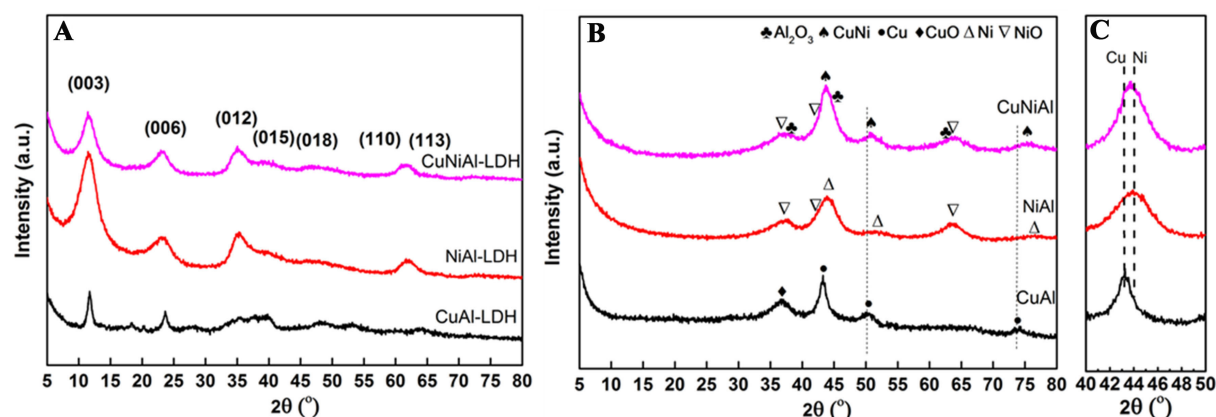 A
(003)
(006)
(012)
(015)
(018)
(110)
(113)
CuNiAl-LDH
NiAl-LDH
CuAl-LDH
Intensity (a.u.)
5 10 15 20 25 30 35 40 45 50 55 60 65 70 75 80
2θ (°)
B
♣Al₂O₃ ♠CuNi ●Cu ♦CuO △Ni ▽NiO
CuNiAl
NiAl
CuAl
Intensity (a.u.)
5 10 15 20 25 30 35 40 45 50 55 60 65 70 75 80
2θ (°)
C
Cu Ni
40 42 44 46 48 50
2θ (°)